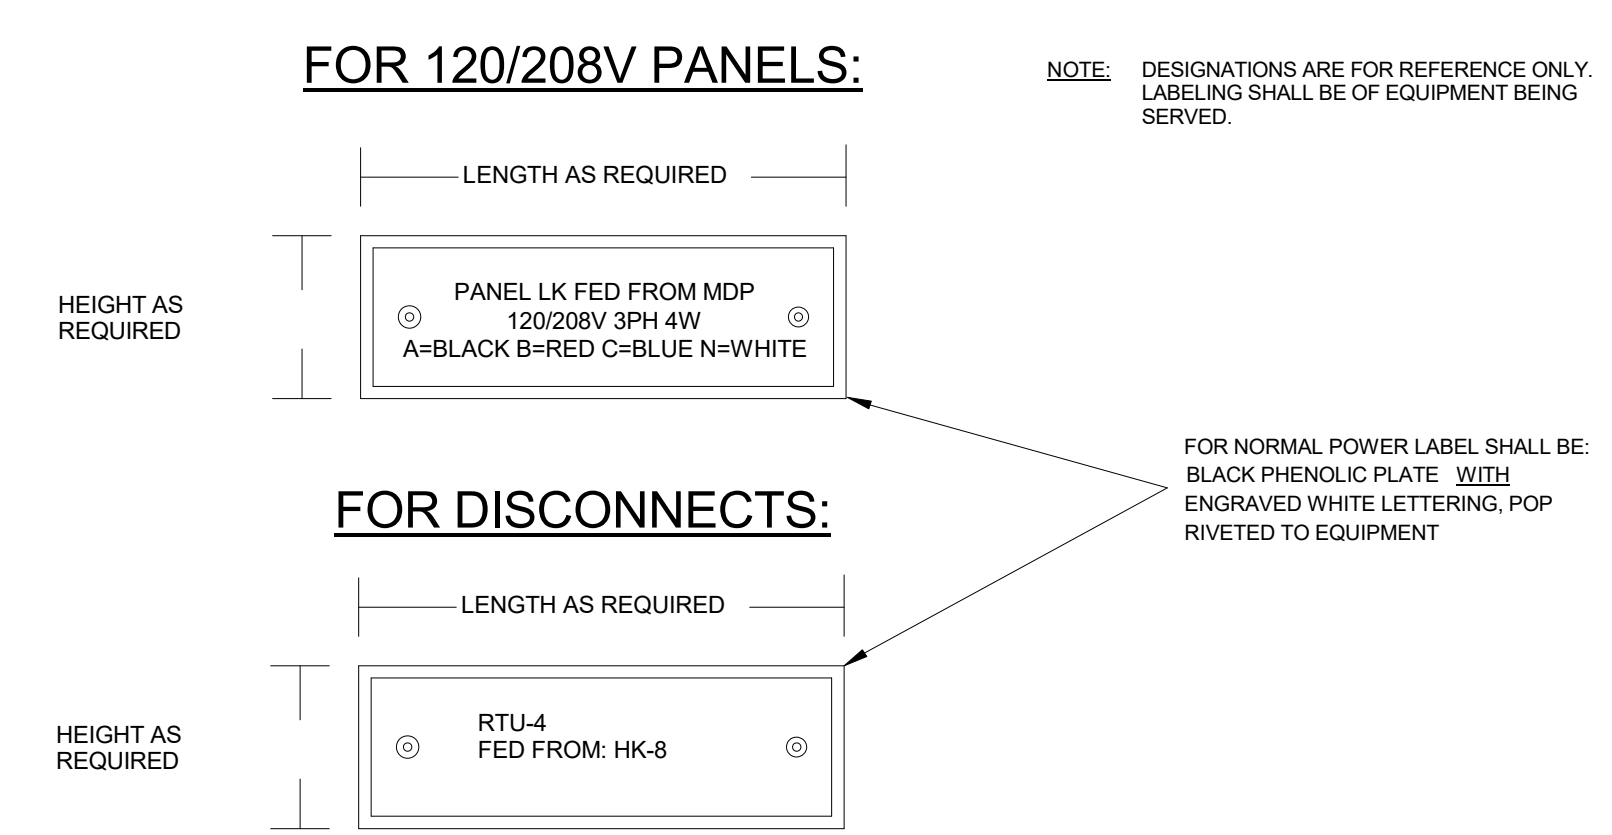 FOR 120/208V PANELS:
NOTE: DESIGNATIONS ARE FOR REFERENCE ONLY.
LABELING SHALL BE OF EQUIPMENT BEING
SERVED.
LENGTH AS REQUIRED
HEIGHT AS
REQUIRED
PANEL LK FED FROM MDP
120/208V 3PH 4W
A=BLACK B=RED C=BLUE N=WHITE
FOR NORMAL POWER LABEL SHALL BE:
BLACK PHENOLIC PLATE WITH
ENGRAVED WHITE LETTERING, POP
RIVETED TO EQUIPMENT
FOR DISCONNECTS:
LENGTH AS REQUIRED
HEIGHT AS
REQUIRED
RTU-4
FED FROM: HK-8